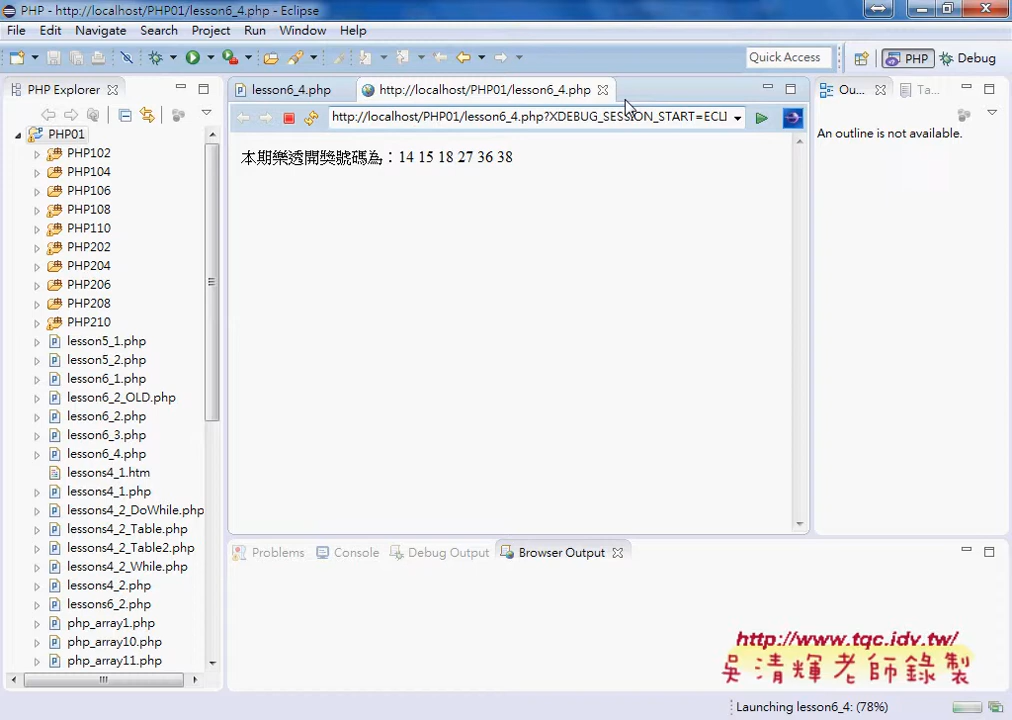 PHP - http://localhost/PHP01/lesson6_4.php - Eclipse
File Edit Navigate Search Project Run Window Help
Quick Access PHP Debug
PHP Explorer
lesson6_4.php http://localhost/PHP01/lesson6_4.php
Ou... Ta...
http://localhost/PHP01/lesson6_4.php?XDEBUG_SESSION_START=ECLI
An outline is not available.
本期樂透開獎號碼為：14 15 18 27 36 38
PHP01
PHP102
PHP104
PHP106
PHP108
PHP110
PHP202
PHP204
PHP206
PHP208
PHP210
lesson5_1.php
lesson5_2.php
lesson6_1.php
lesson6_2_OLD.php
lesson6_2.php
lesson6_3.php
lesson6_4.php
lessons4_1.htm
lessons4_1.php
lessons4_2_DoWhile.php
lessons4_2_Table.php
lessons4_2_Table2.php
lessons4_2_While.php
lessons4_2.php
lessons6_2.php
php_array1.php
php_array10.php
php_array11.php
Problems Console Debug Output Browser Output
http://www.tqc.idv.tw/
吳清輝老師錄製
Launching lesson6_4: (78%)